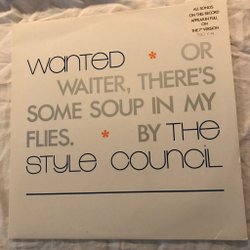 ALL SONGS
ON THIS RECORD
APPEAR IN FULL
ON
THE 7" VERSION
WANTED * OR
WAITER, THERE'S
SOME SOUP IN MY
FLIES. * BY THE
STYLE COUNCIL